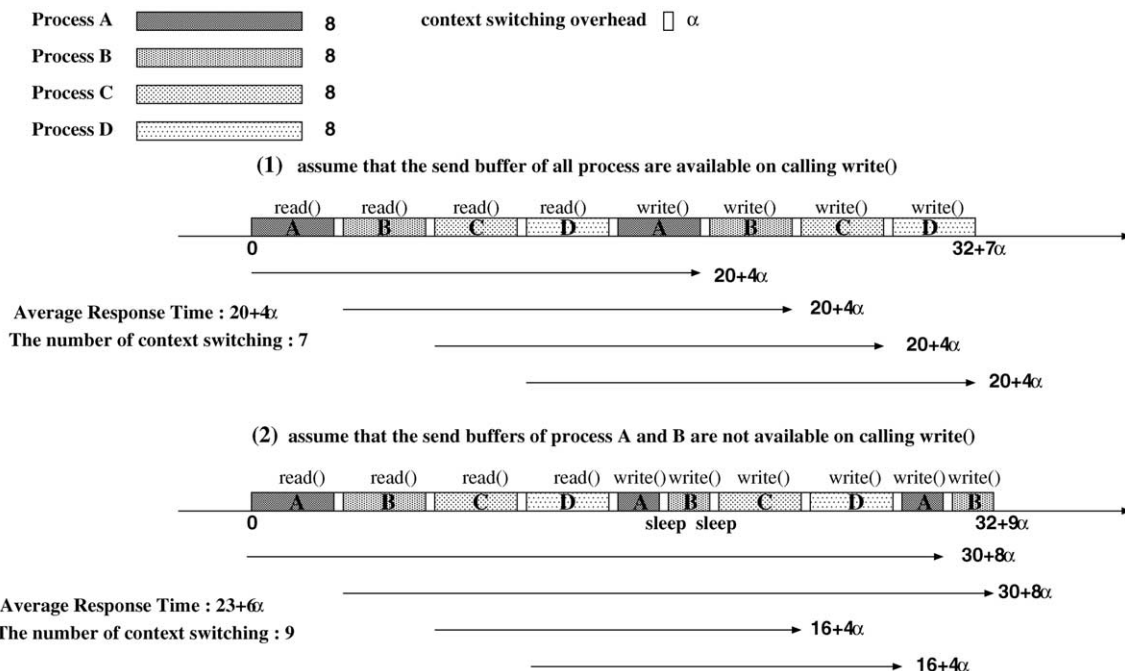 Process A 8 context switching overhead α
Process B 8
Process C 8
Process D 8
(1) assume that the send buffer of all process are available on calling write()
read() read() read() read() write() write() write() write()
A B C D A B C D
0 32+7α
20+4α
Average Response Time : 20+4α 20+4α
The number of context switching : 7 20+4α
20+4α
(2) assume that the send buffers of process A and B are not available on calling write()
read() read() read() read() write() write() write() write() write() write()
A B C D A B C D A B
0 sleep sleep 32+9α
30+8α
Average Response Time : 23+6α 30+8α
The number of context switching : 9 16+4α
16+4α